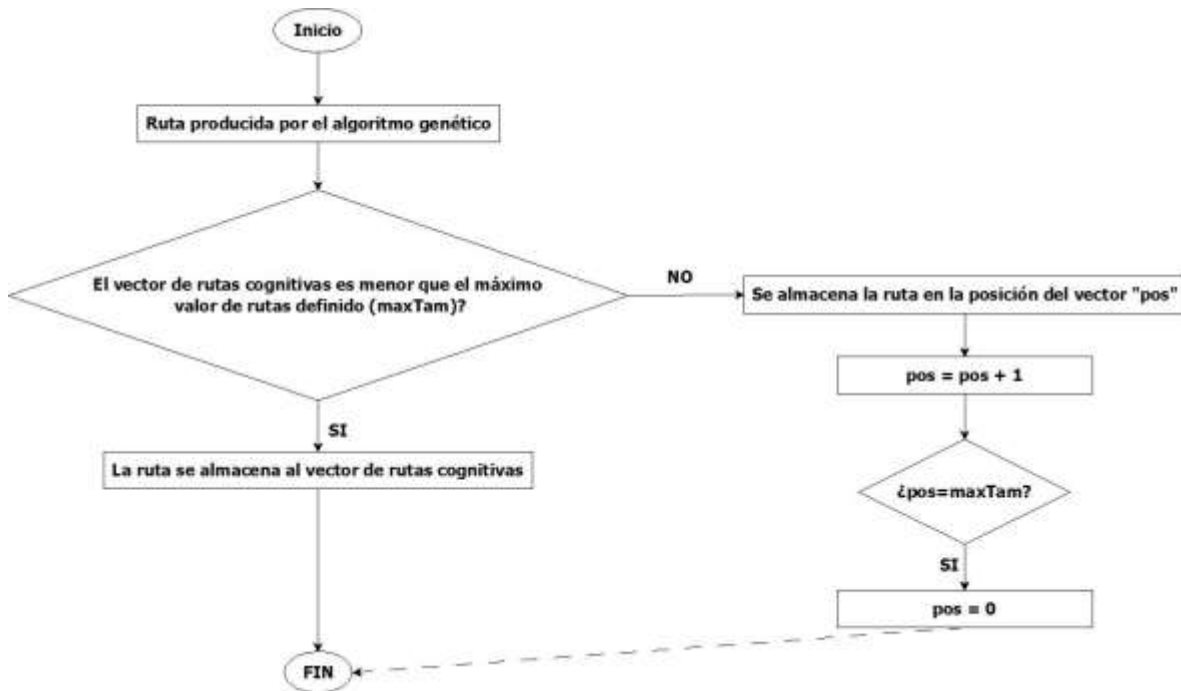 Inicio
Ruta producida por el algoritmo genético
El vector de rutas cognitivas es menor que el máximo
valor de rutas definido (maxTam)?
NO
Se almacena la ruta en la posición del vector "pos"
pos = pos + 1
SI
La ruta se almacena al vector de rutas cognitivas
¿pos=maxTam?
SI
pos = 0
FIN